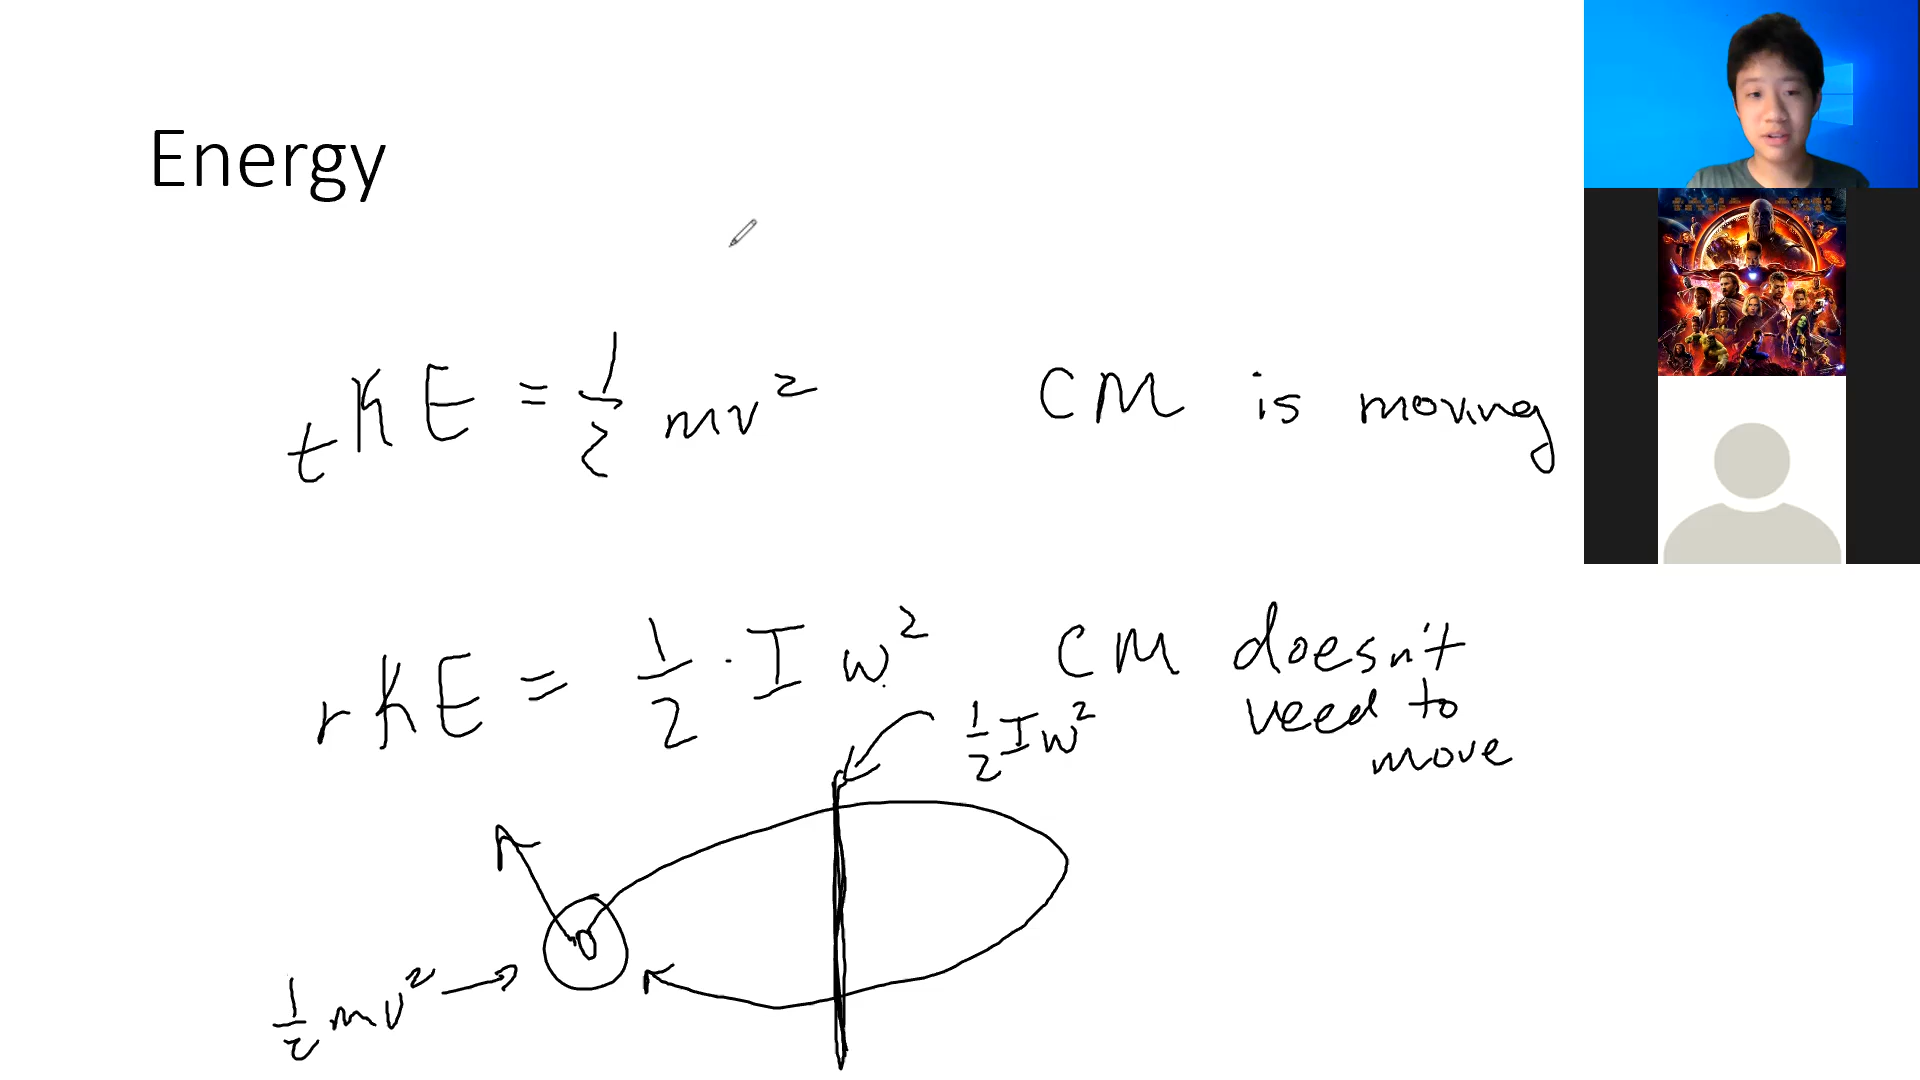 Energy
tKE = 1/2 mv² CM is moving
rKE = 1/2 · I w² CM doesn't
need to
move
1/2 Iw²
1/2 mv²